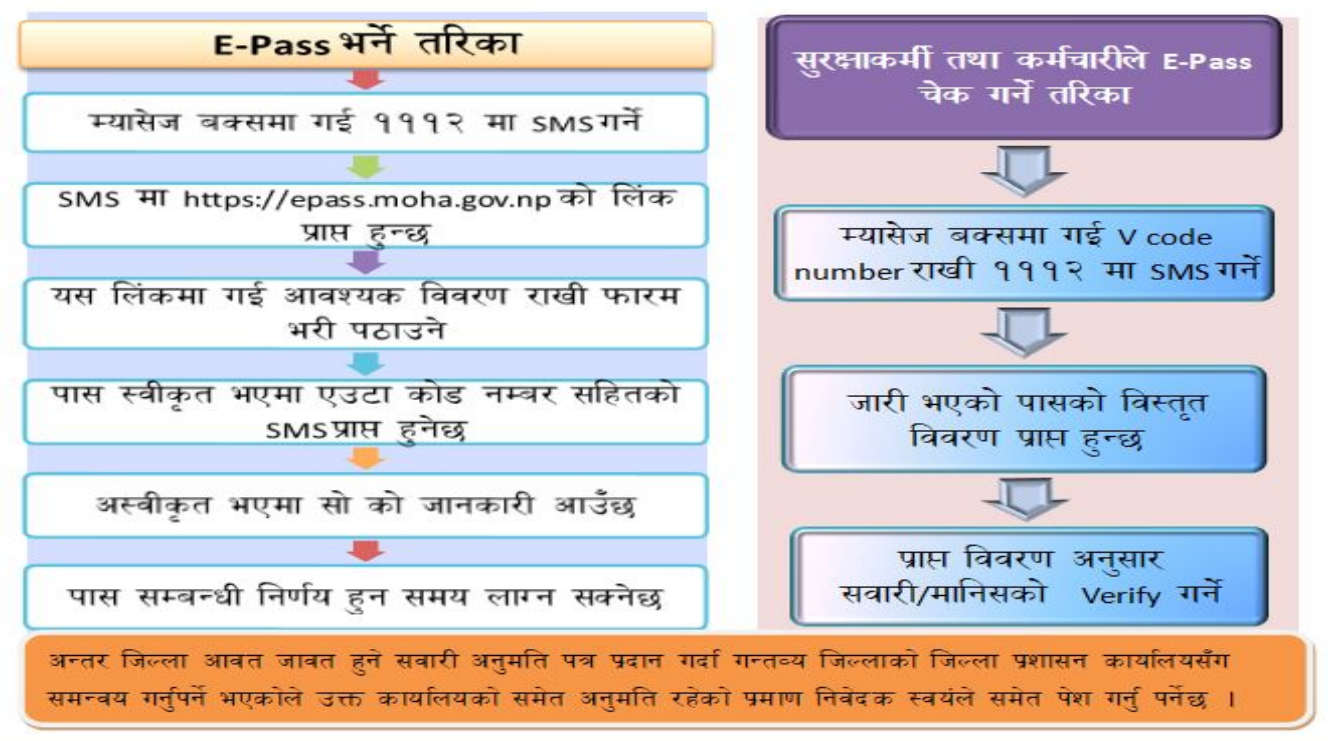 E-Pass भर्ने तरिका
म्यासेज बक्समा गई १११२ मा SMS गर्ने
SMS मा https://epass.moha.gov.np को लिंक
प्राप्त हुन्छ
यस लिंकमा गई आवश्यक विवरण राखी फारम
भरी पठाउने
पास स्वीकृत भएमा एउटा कोड नम्बर सहितको
SMS प्राप्त हुनेछ
अस्वीकृत भएमा सो को जानकारी आउँछ
पास सम्बन्धी निर्णय हुन समय लाग्न सक्नेछ
सुरक्षाकर्मी तथा कर्मचारीले E-Pass
चेक गर्ने तरिका
म्यासेज बक्समा गई V code
number राखी १११२ मा SMS गर्ने
जारी भएको पासको विस्तृत
विवरण प्राप्त हुन्छ
प्राप्त विवरण अनुसार
सवारी/मानिसको Verify गर्ने
अन्तर जिल्ला आवत जावत हुने सवारी अनुमति पत्र प्रदान गर्दा गन्तव्य जिल्लाको जिल्ला प्रशासन कार्यालयसँग
समन्वय गर्नुपर्ने भएकोले उक्त कार्यालयको समेत अनुमति रहेको प्रमाण निवेदक स्वयंले समेत पेश गर्नु पर्नेछ ।